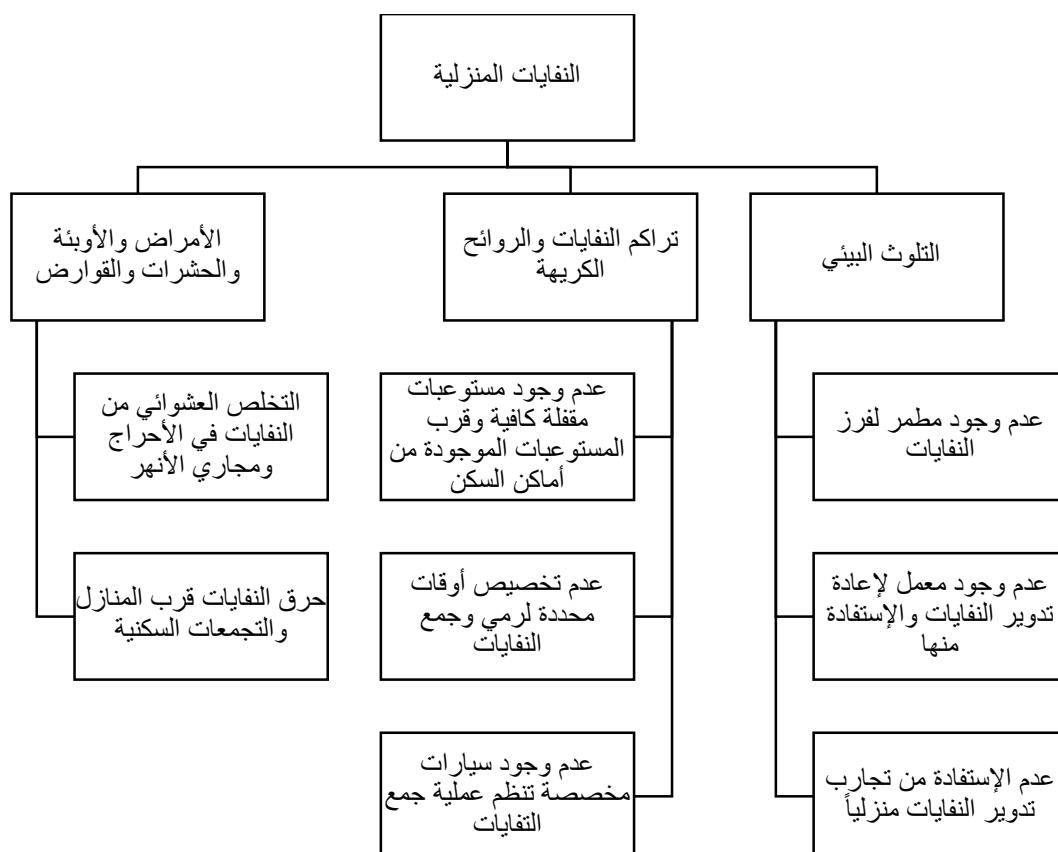 النفايات المنزلية
التلوث البيئي
عدم وجود مطمر لفرز
النفايات
عدم وجود معمل لإعادة
تدوير النفايات والإستفادة
منها
عدم الإستفادة من تجارب
تدوير النفايات منزلياً
تراكم النفايات والروائح
الكريهة
عدم وجود مستوعبات
مقفلة كافية وقرب
المستوعبات الموجودة من
أماكن السكن
عدم تخصيص أوقات
محددة لرمي وجمع
النفايات
عدم وجود سيارات
مخصصة تنظم عملية جمع
التفايات
الأمراض والأوبئة
والحشرات والقوارض
التخلص العشوائي من
النفايات في الأحراج
ومجاري الأنهر
حرق النفايات قرب المنازل
والتجمعات السكنية